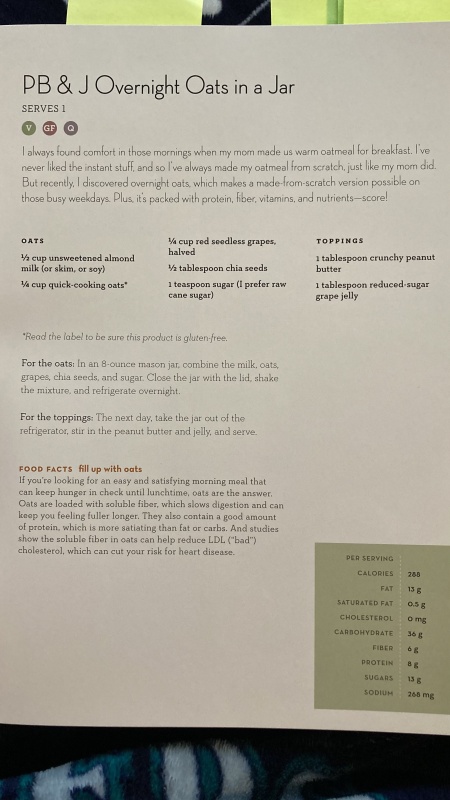 PB & J Overnight Oats in a Jar
SERVES 1
V GF Q
I always found comfort in those mornings when my mom made us warm oatmeal for breakfast. I've
never liked the instant stuff, and so I've always made my oatmeal from scratch, just like my mom did.
But recently, I discovered overnight oats, which makes a made-from-scratch version possible on
those busy weekdays. Plus, it's packed with protein, fiber, vitamins, and nutrients—score!
OATS
½ cup unsweetened almond
milk (or skim, or soy)
¼ cup quick-cooking oats*
¼ cup red seedless grapes,
halved
½ tablespoon chia seeds
1 teaspoon sugar (I prefer raw
cane sugar)
TOPPINGS
1 tablespoon crunchy peanut
butter
1 tablespoon reduced-sugar
grape jelly
*Read the label to be sure this product is gluten-free.
For the oats: In an 8-ounce mason jar, combine the milk, oats,
grapes, chia seeds, and sugar. Close the jar with the lid, shake
the mixture, and refrigerate overnight.
For the toppings: The next day, take the jar out of the
refrigerator, stir in the peanut butter and jelly, and serve.
FOOD FACTS fill up with oats
If you're looking for an easy and satisfying morning meal that
can keep hunger in check until lunchtime, oats are the answer.
Oats are loaded with soluble fiber, which slows digestion and can
keep you feeling fuller longer. They also contain a good amount
of protein, which is more satiating than fat or carbs. And studies
show the soluble fiber in oats can help reduce LDL ("bad")
cholesterol, which can cut your risk for heart disease.
PER SERVING
CALORIES 288
FAT 13 g
SATURATED FAT 0.5 g
CHOLESTEROL 0 mg
CARBOHYDRATE 36 g
FIBER 6 g
PROTEIN 8 g
SUGARS 13 g
SODIUM 268 mg